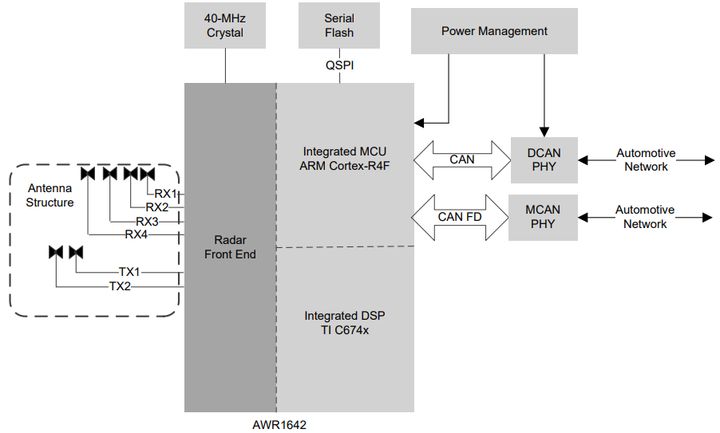 40-MHz
Crystal
Serial
Flash
Power Management
QSPI
Integrated MCU
ARM Cortex-R4F
CAN
DCAN
PHY
Automotive
Network
Antenna
Structure
RX1
RX2
RX3
RX4
CAN FD
MCAN
PHY
Automotive
Network
Radar
Front End
TX1
TX2
Integrated DSP
TI C674x
AWR1642